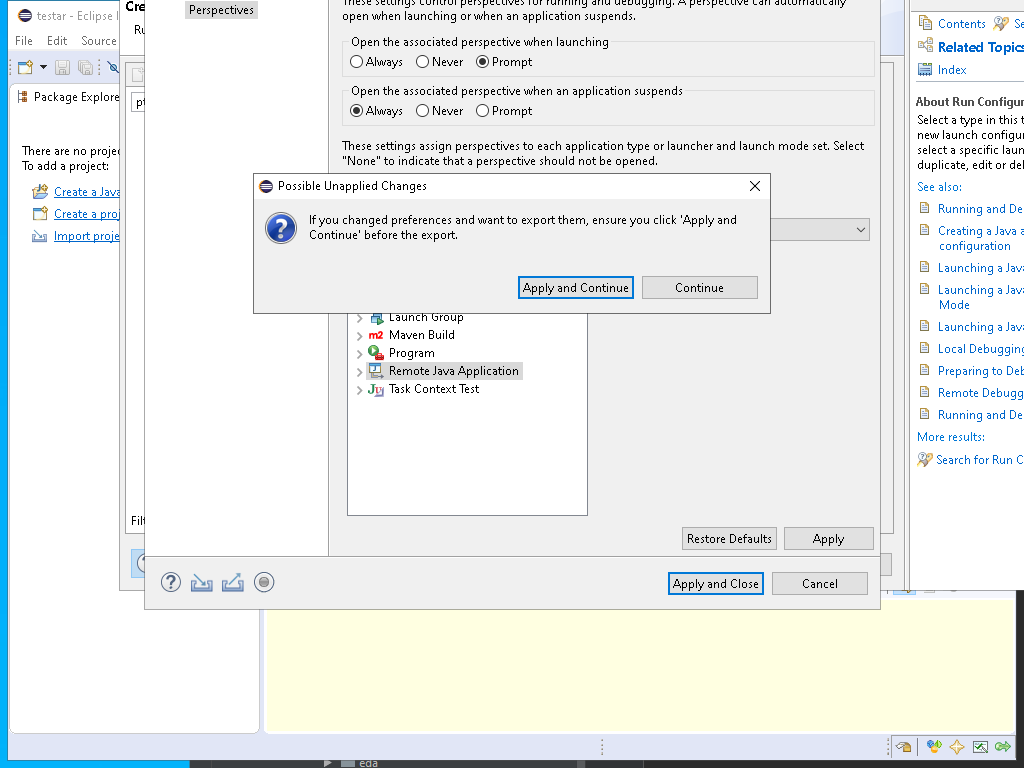 testar - Eclipse
File Edit Source
Package Explore
There are no proje
To add a project:
Create a Java
Create a proj
Import proje
Cre
Ru
Perspectives
These settings control perspectives for running and debugging. A perspective can automatically
open when launching or when an application suspends.
Open the associated perspective when launching
Always Never Prompt
Open the associated perspective when an application suspends
Always Never Prompt
These settings assign perspectives to each application type or launcher and launch mode set. Select
"None" to indicate that a perspective should not be opened.
Possible Unapplied Changes
If you changed preferences and want to export them, ensure you click 'Apply and
Continue' before the export.
Apply and Continue Continue
Launch Group
m2 Maven Build
Program
Remote Java Application
Task Context Test
Filt
Restore Defaults Apply
Apply and Close Cancel
Contents Se
Related Topics
Index
About Run Configur
Select a type in this t
new launch configur
select a specific laun
duplicate, edit or del
See also:
Running and De
Creating a Java a
configuration
Launching a Java
Launching a Java
Mode
Launching a Java
Local Debugging
Preparing to Deb
Remote Debugg
Running and De
More results:
Search for Run C
eda